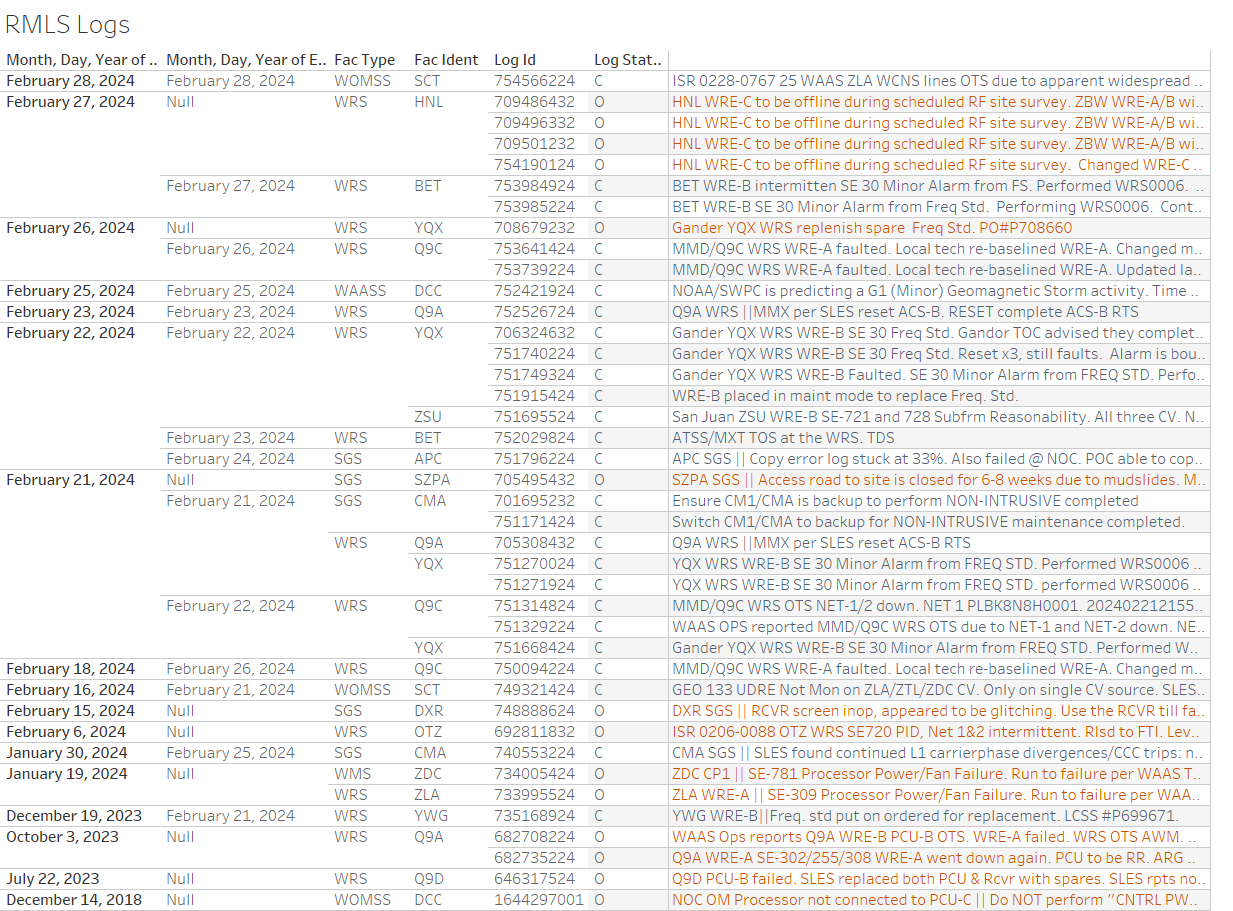 RMLS Logs
Month, Day, Year of .. Month, Day, Year of E.. Fac Type Fac Ident Log Id Log Stat..
February 28, 2024 February 28, 2024 WOMSS SCT 754566224 C ISR 0228-0767 25 WAAS ZLA WCNS lines OTS due to apparent widespread ..
February 27, 2024 Null WRS HNL 709486432 O HNL WRE-C to be offline during scheduled RF site survey. ZBW WRE-A/B wi..
709496332 O HNL WRE-C to be offline during scheduled RF site survey. ZBW WRE-A/B wi..
709501232 O HNL WRE-C to be offline during scheduled RF site survey. ZBW WRE-A/B wi..
754190124 O HNL WRE-C to be offline during scheduled RF site survey. Changed WRE-C ..
February 27, 2024 WRS BET 753984924 C BET WRE-B intermitten SE 30 Minor Alarm from FS. Performed WRS0006. ..
753985224 C BET WRE-B SE 30 Minor Alarm from Freq Std. Performing WRS0006. Cont..
February 26, 2024 Null WRS YQX 708679232 O Gander YQX WRS replenish spare Freq Std. PO#P708660
February 26, 2024 WRS Q9C 753641424 C MMD/Q9C WRS WRE-A faulted. Local tech re-baselined WRE-A. Changed m..
753739224 C MMD/Q9C WRS WRE-A faulted. Local tech re-baselined WRE-A. Updated la..
February 25, 2024 February 25, 2024 WAASS DCC 752421924 C NOAA/SWPC is predicting a G1 (Minor) Geomagnetic Storm activity. Time ..
February 23, 2024 February 23, 2024 WRS Q9A 752526724 C Q9A WRS ||MMX per SLES reset ACS-B. RESET complete ACS-B RTS
February 22, 2024 February 22, 2024 WRS YQX 706324632 C Gander YQX WRS WRE-B SE 30 Freq Std. Gandor TOC advised they complet..
751740224 C Gander YQX WRS WRE-B SE 30 Freq Std. Reset x3, still faults. Alarm is bou..
751749324 C Gander YQX WRS WRE-B Faulted. SE 30 Minor Alarm from FREQ STD. Perfo..
751915424 C WRE-B placed in maint mode to replace Freq. Std.
ZSU 751695524 C San Juan ZSU WRE-B SE-721 and 728 Subfrm Reasonability. All three CV. N..
February 23, 2024 WRS BET 752029824 C ATSS/MXT TOS at the WRS. TDS
February 24, 2024 SGS APC 751796224 C APC SGS || Copy error log stuck at 33%. Also failed @ NOC. POC able to cop..
February 21, 2024 Null SGS SZPA 705495432 O SZPA SGS || Access road to site is closed for 6-8 weeks due to mudslides. M..
February 21, 2024 SGS CMA 701695232 C Ensure CM1/CMA is backup to perform NON-INTRUSIVE completed
751171424 C Switch CM1/CMA to backup for NON-INTRUSIVE maintenance completed.
WRS Q9A 705308432 C Q9A WRS ||MMX per SLES reset ACS-B RTS
YQX 751270024 C YQX WRS WRE-B SE 30 Minor Alarm from FREQ STD. Performed WRS0006 ..
751271924 C YQX WRS WRE-B SE 30 Minor Alarm from FREQ STD. performed WRS0006 ..
February 22, 2024 WRS Q9C 751314824 C MMD/Q9C WRS OTS NET-1/2 down. NET 1 PLBK8N8H0001. 202402212155..
751329224 C WAAS OPS reported MMD/Q9C WRS OTS due to NET-1 and NET-2 down. NE..
YQX 751668424 C Gander YQX WRS WRE-B SE 30 Minor Alarm from FREQ STD. Performed W..
February 18, 2024 February 26, 2024 WRS Q9C 750094224 C MMD/Q9C WRS WRE-A faulted. Local tech re-baselined WRE-A. Changed m..
February 16, 2024 February 21, 2024 WOMSS SCT 749321424 C GEO 133 UDRE Not Mon on ZLA/ZTL/ZDC CV. Only on single CV source. SLES..
February 15, 2024 Null SGS DXR 748888624 O DXR SGS || RCVR screen inop, appeared to be glitching. Use the RCVR till fa..
February 6, 2024 Null WRS OTZ 692811832 O ISR 0206-0088 OTZ WRS SE720 PID, Net 1&2 intermittent. Rlsd to FTI. Lev..
January 30, 2024 February 25, 2024 SGS CMA 740553224 C CMA SGS || SLES found continued L1 carrierphase divergences/CCC trips: n..
January 19, 2024 Null WMS ZDC 734005424 O ZDC CP1 || SE-781 Processor Power/Fan Failure. Run to failure per WAAS T..
WRS ZLA 733995524 O ZLA WRE-A || SE-309 Processor Power/Fan Failure. Run to failure per WAA..
December 19, 2023 February 21, 2024 WRS YWG 735168924 C YWG WRE-B||Freq. std put on ordered for replacement. LCSS #P699671.
October 3, 2023 Null WRS Q9A 682708224 O WAAS Ops reports Q9A WRE-B PCU-B OTS. WRE-A failed. WRS OTS AWM. ..
682735224 O Q9A WRE-A SE-302/255/308 WRE-A went down again. PCU to be RR. ARG ..
July 22, 2023 Null WRS Q9D 646317524 O Q9D PCU-B failed. SLES replaced both PCU & Rcvr with spares. SLES rpts no..
December 14, 2018 Null WOMSS DCC 1644297001 O NOC OM Processor not connected to PCU-C || Do NOT perform "CNTRL PW..